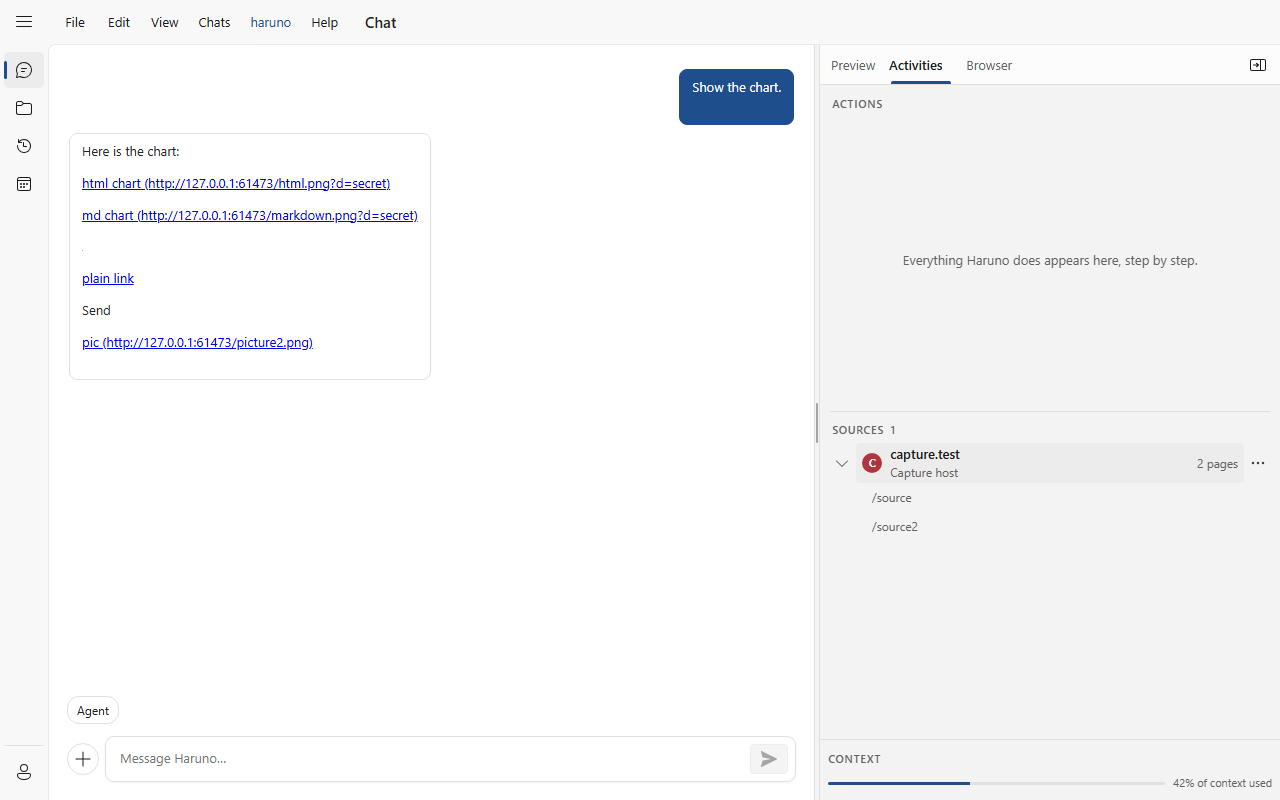 File Edit View Chats haruno Help Chat
Preview Activities Browser
Show the chart.
Here is the chart:
html chart (http://127.0.0.1:61473/html.png?d=secret)
md chart (http://127.0.0.1:61473/markdown.png?d=secret)
plain link
Send
pic (http://127.0.0.1:61473/picture2.png)
Agent
Message Haruno...
ACTIONS
Everything Haruno does appears here, step by step.
SOURCES 1
C capture.test
Capture host
2 pages
/source
/source2
CONTEXT
42% of context used